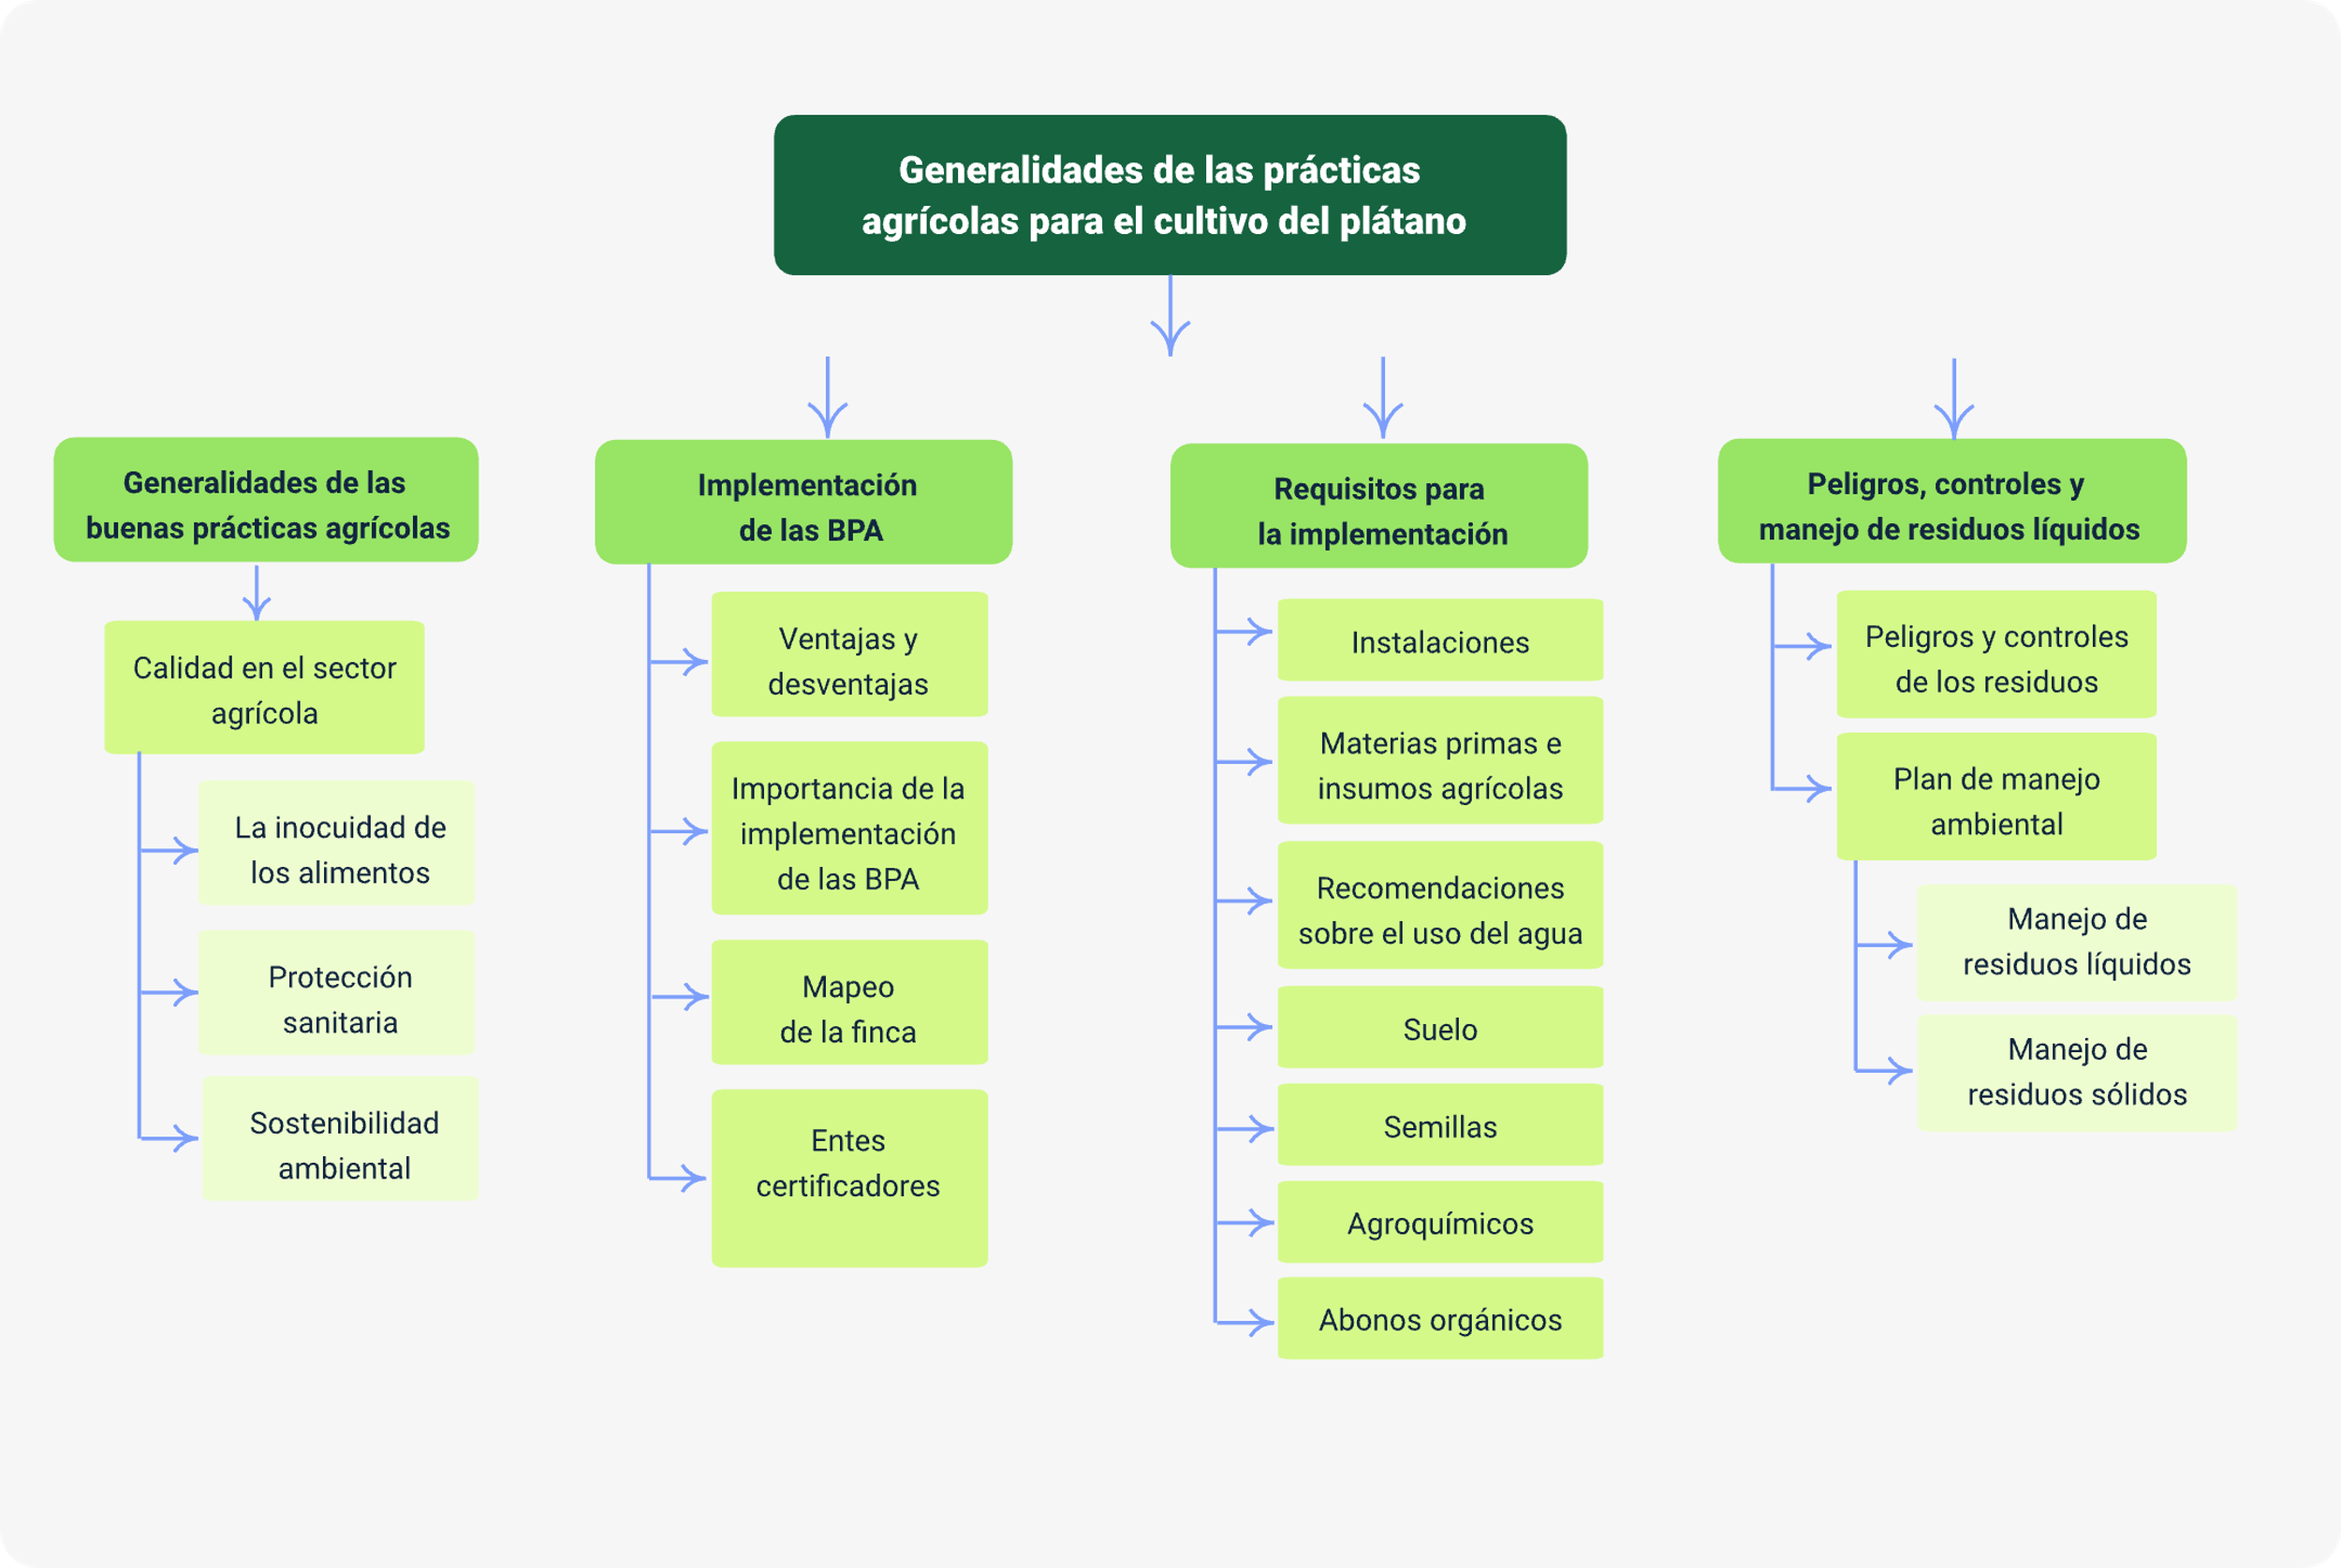 Generalidades de las prácticas
agrícolas para el cultivo del plátano
Generalidades de las
buenas prácticas agrícolas
Calidad en el sector
agrícola
La inocuidad de
los alimentos
Protección
sanitaria
Sostenibilidad
ambiental
Implementación
de las BPA
Ventajas y
desventajas
Importancia de la
implementación
de las BPA
Mapeo
de la finca
Entes
certificadores
Requisitos para
la implementación
Instalaciones
Materias primas e
insumos agrícolas
Recomendaciones
sobre el uso del agua
Suelo
Semillas
Agroquímicos
Abonos orgánicos
Peligros, controles y
manejo de residuos líquidos
Peligros y controles
de los residuos
Plan de manejo
ambiental
Manejo de
residuos líquidos
Manejo de
residuos sólidos